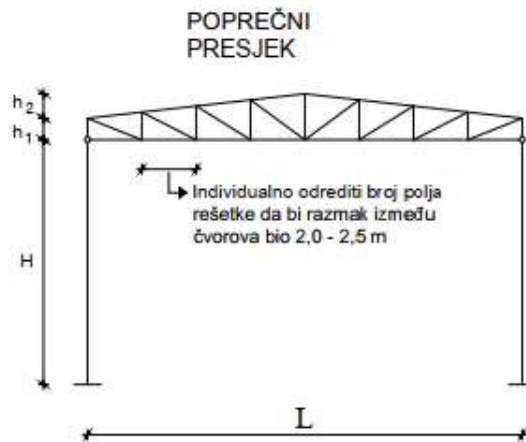 POPREČNI
PRESJEK
h2
h1
Individualno odrediti broj polja
rešetke da bi razmak između
čvorova bio 2,0 - 2,5 m
H
L